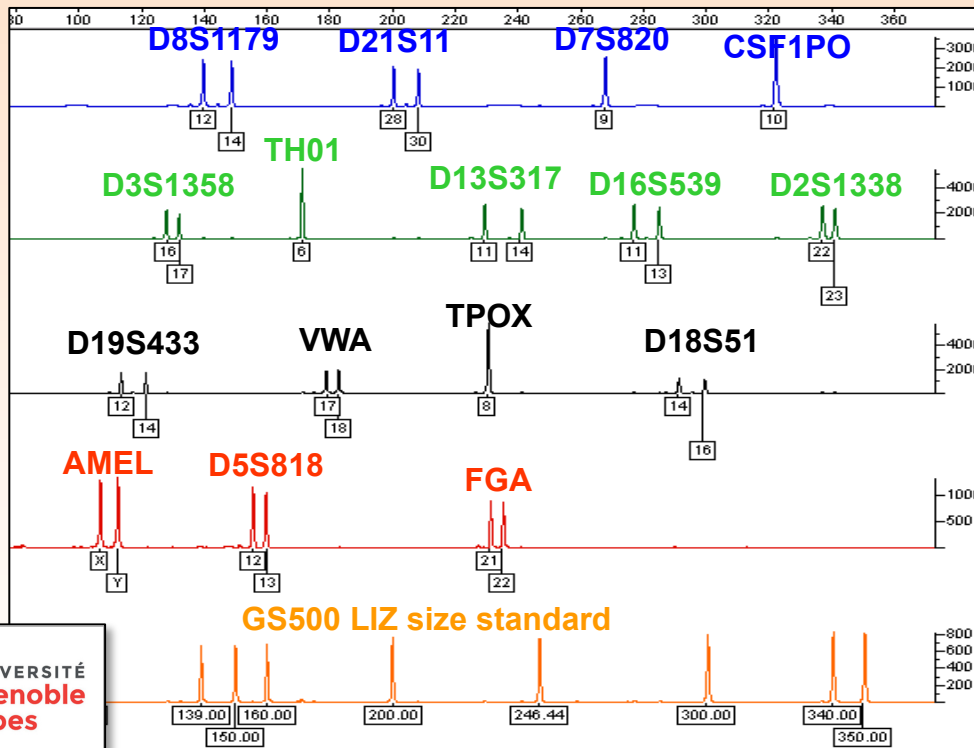 80 100 120 140 160 180 200 220 240 260 280 300 320 340 360
D8S1179 D21S11 D7S820 CSF1PO
3000
2000
1000
12 28 9 10
14 30
TH01
D3S1358 D13S317 D16S539 D2S1338
4000
2000
16 6 11 14 11 22
17 13
23
TPOX
D19S433 VWA D18S51
4000
2000
12 17 8 14
14 18
16
AMEL D5S818 FGA
1000
500
X 12 21
Y 13 22
GS500 LIZ size standard
800
600
400
200
139.00 160.00 200.00 246.44 300.00 340.00
150.00 350.00
VERSITÉ
enoble
pes